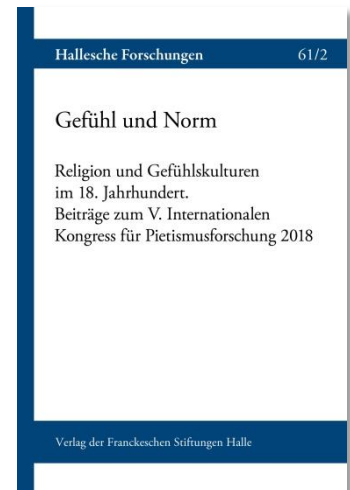 Hallesche Forschungen 61/2
Gefühl und Norm
Religion und Gefühlskulturen
im 18. Jahrhundert.
Beiträge zum V. Internationalen
Kongress für Pietismusforschung 2018
Verlag der Franckeschen Stiftungen Halle